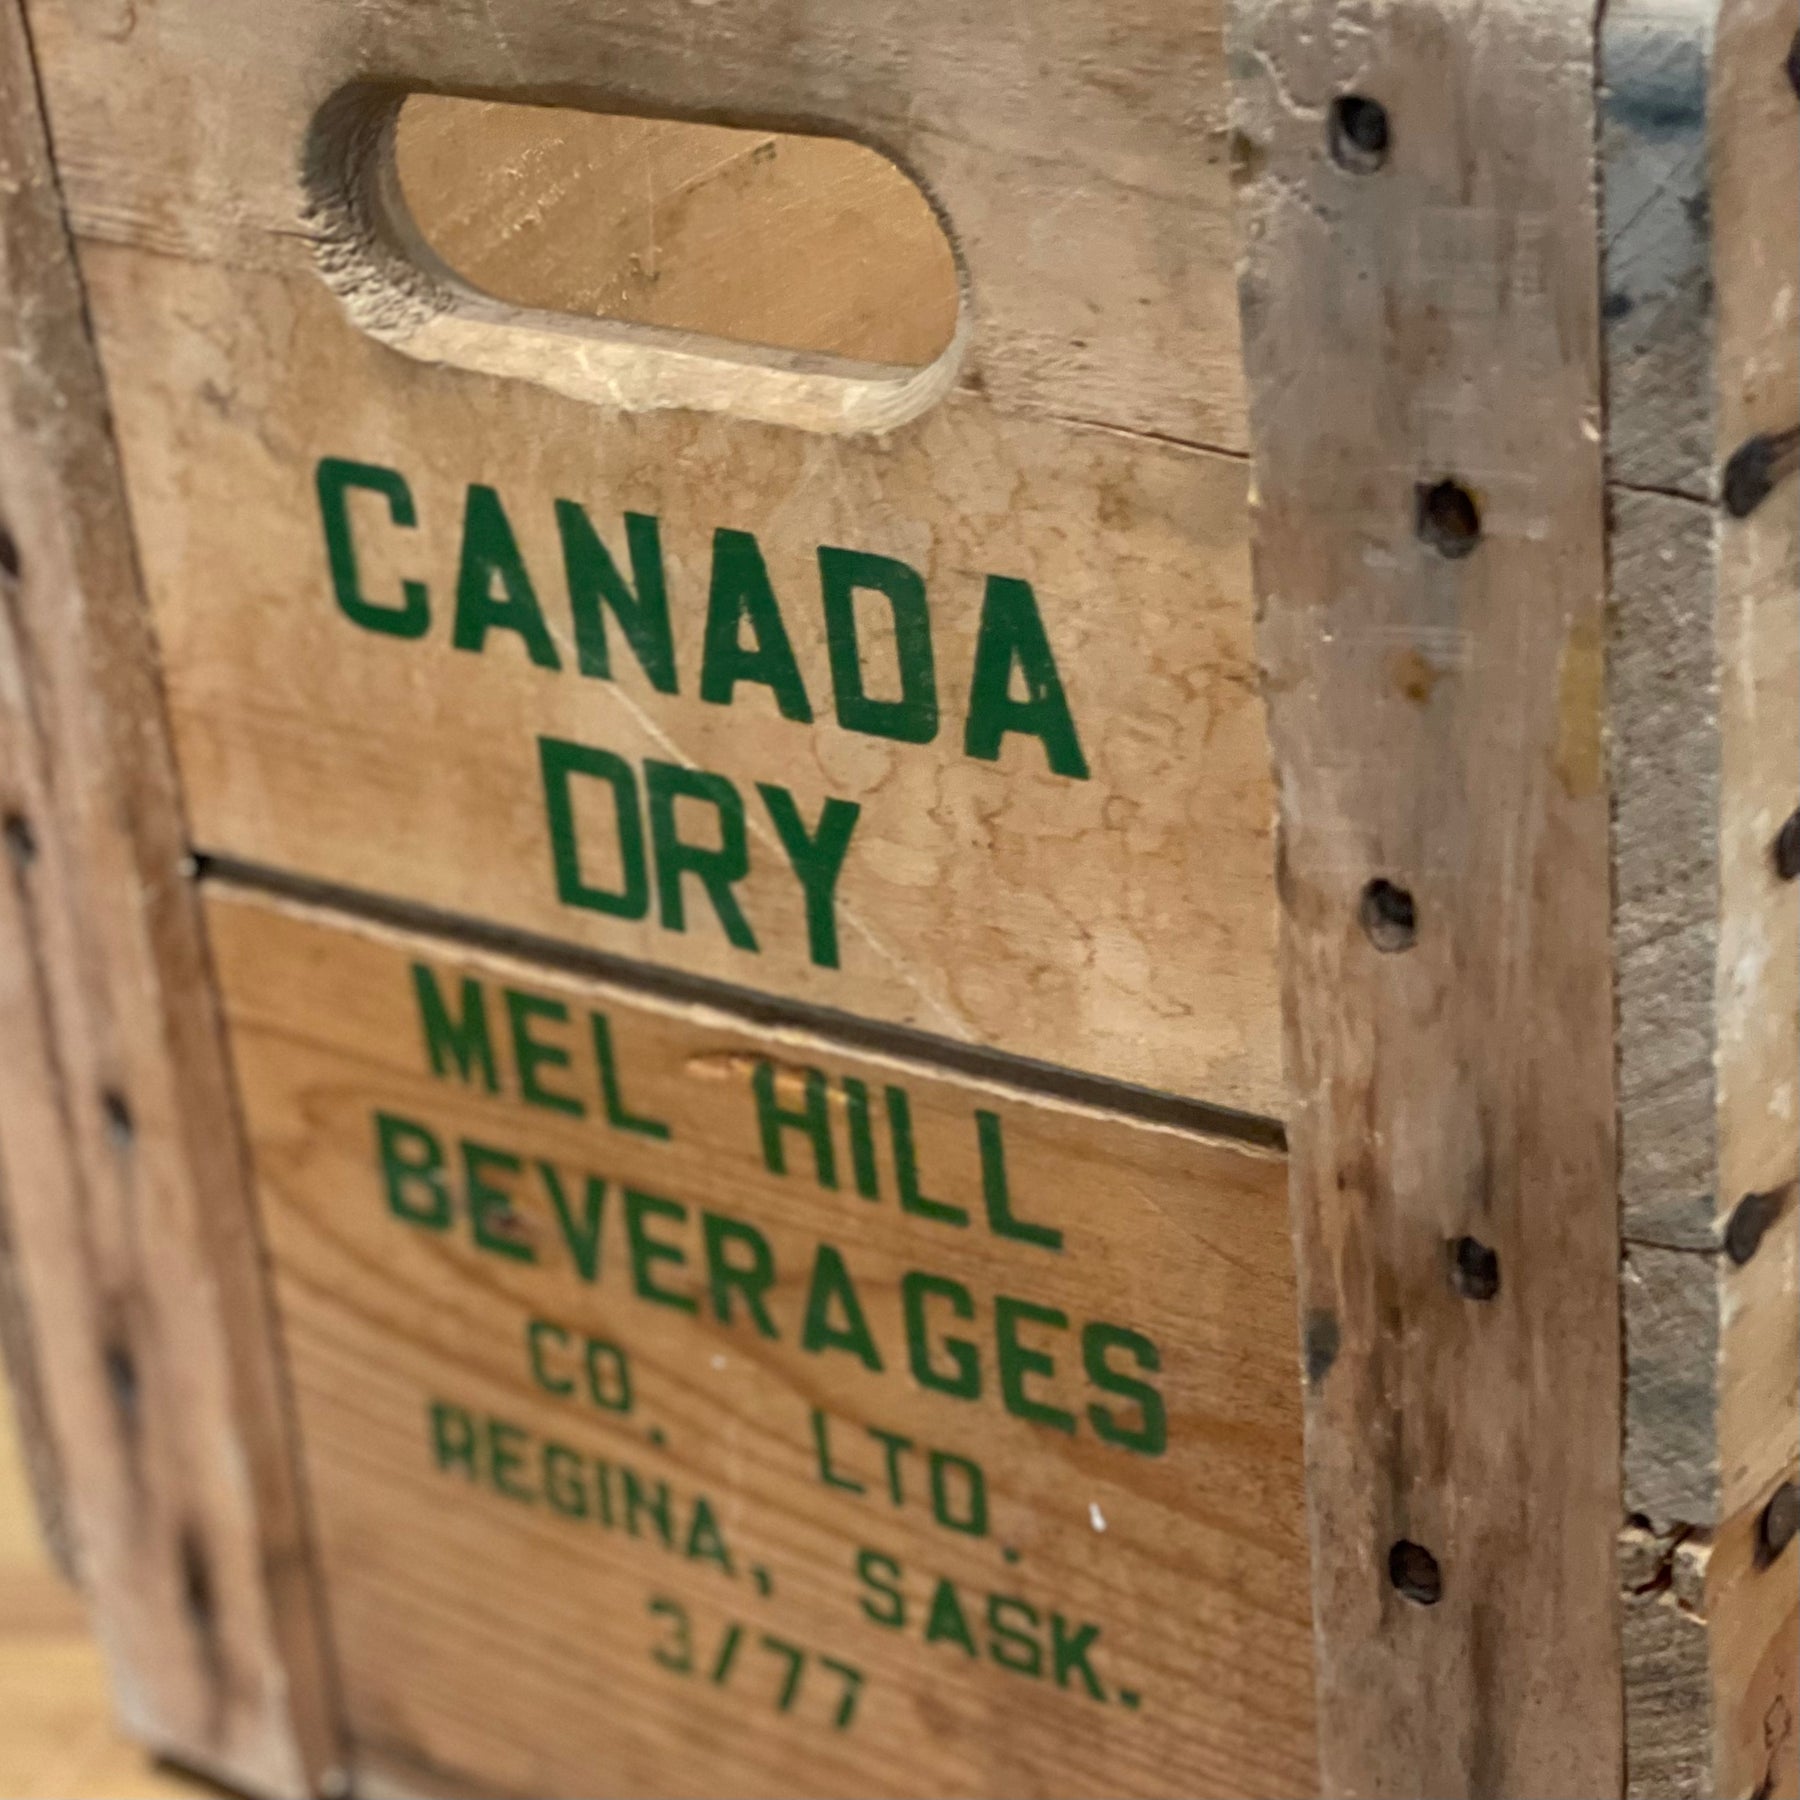 CANADA
DRY
MEL HILL
BEVERAGES
CO. LTD.
REGINA, SASK.
3/77